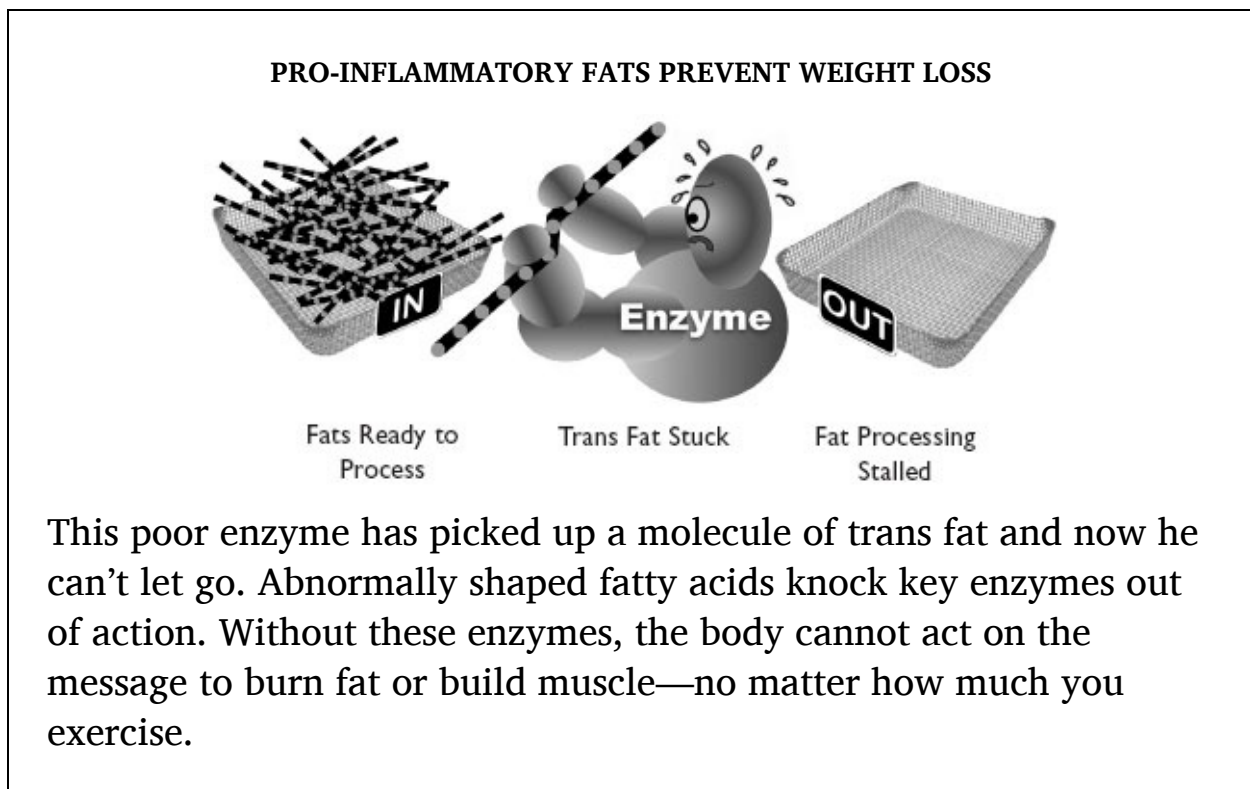 PRO-INFLAMMATORY FATS PREVENT WEIGHT LOSS
IN
Enzyme
OUT
Fats Ready to
Process
Trans Fat Stuck
Fat Processing
Stalled
This poor enzyme has picked up a molecule of trans fat and now he
can’t let go. Abnormally shaped fatty acids knock key enzymes out
of action. Without these enzymes, the body cannot act on the
message to burn fat or build muscle—no matter how much you
exercise.